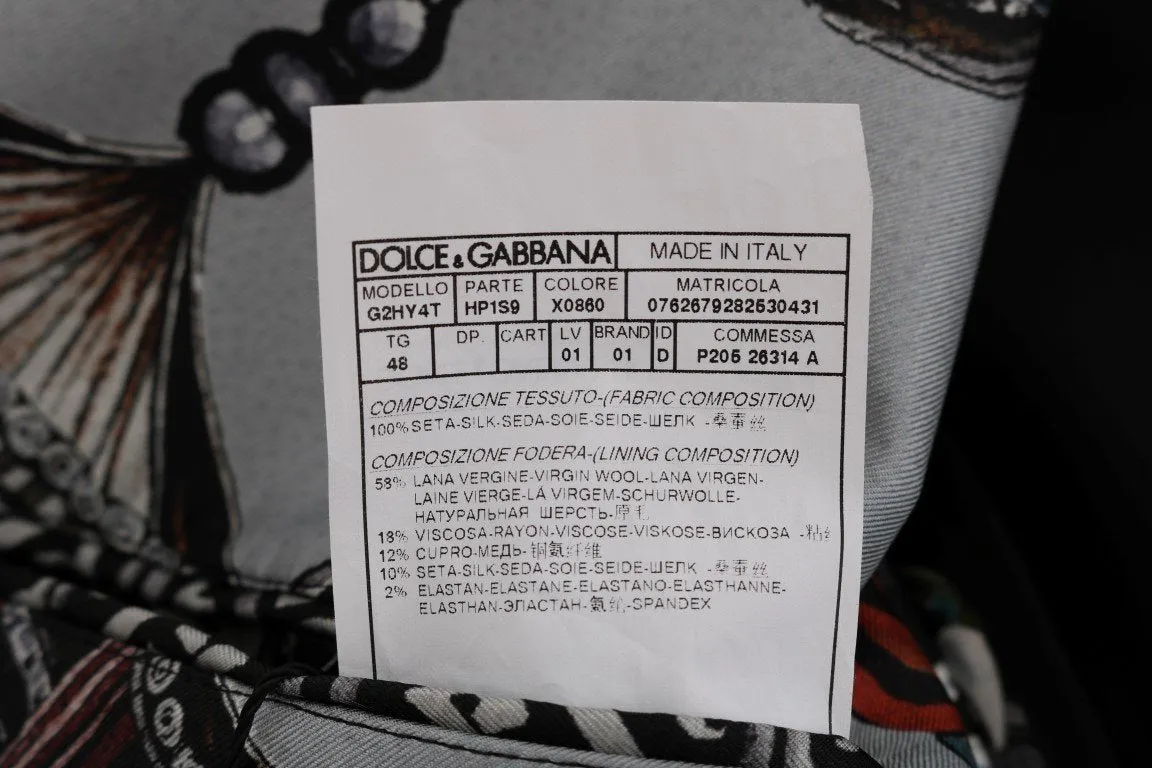 DOLCE & GABBANA MADE IN ITALY
MODELLO PARTE COLORE MATRICOLA
G2HY4T HP1S9 X0860 0762679282630431
TG DP. CART LV BRAND ID COMMESSA
48 01 01 D P205 26314 A
COMPOSIZIONE TESSUTO-(FABRIC COMPOSITION)
100% SETA-SILK-SEDA-SOIE-SEIDE-ШЕЛК -桑蚕丝
COMPOSIZIONE FODERA-(LINING COMPOSITION)
58% LANA VERGINE-VIRGIN WOOL-LANA VIRGEN-
LAINE VIERGE-LÁ VIRGEM-SCHURWOLLE-
НАТУРАЛЬНАЯ ШЕРСТЬ-原毛
18% VISCOSA-RAYON-VISCOSE-VISKOSE-ВИСКОЗА -粘
12% CUPRO-МЕДЬ-铜氨纤维
10% SETA-SILK-SEDA-SOIE-SEIDE-ШЕЛК -桑蚕丝
2% ELASTAN-ELASTANE-ELASTANO-ELASTHANNE-
ELASTHAN-ЭЛАСТАН-氨纶-SPANDEX